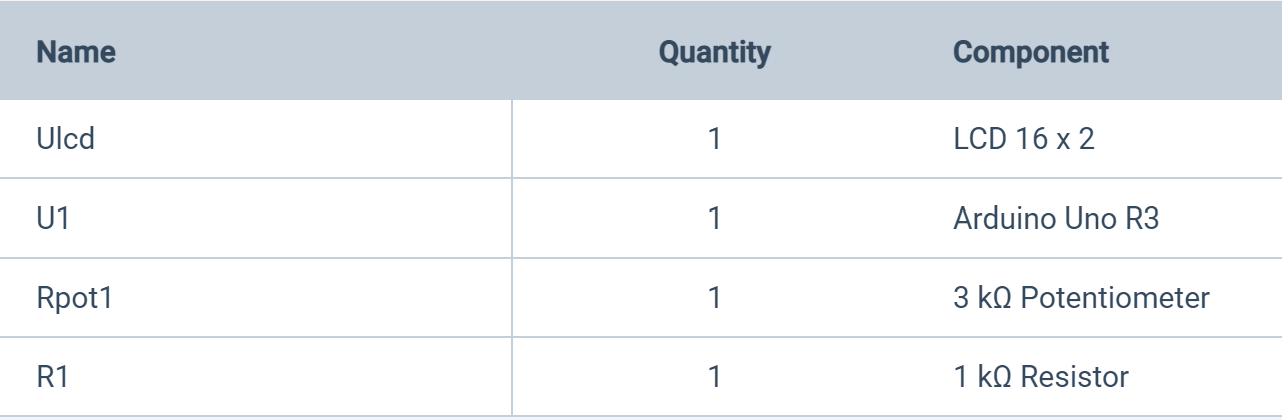 Name Quantity Component
Ulcd 1 LCD 16 x 2
U1 1 Arduino Uno R3
Rpot1 1 3 kΩ Potentiometer
R1 1 1 kΩ Resistor